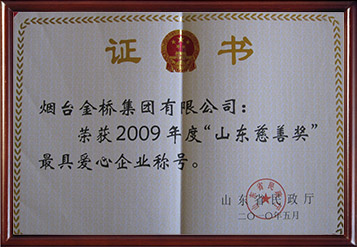 证书
烟台金桥集团有限公司：
荣获2009年度“山东慈善奖”
最具爱心企业称号。
山东省民政厅
二〇一〇年五月